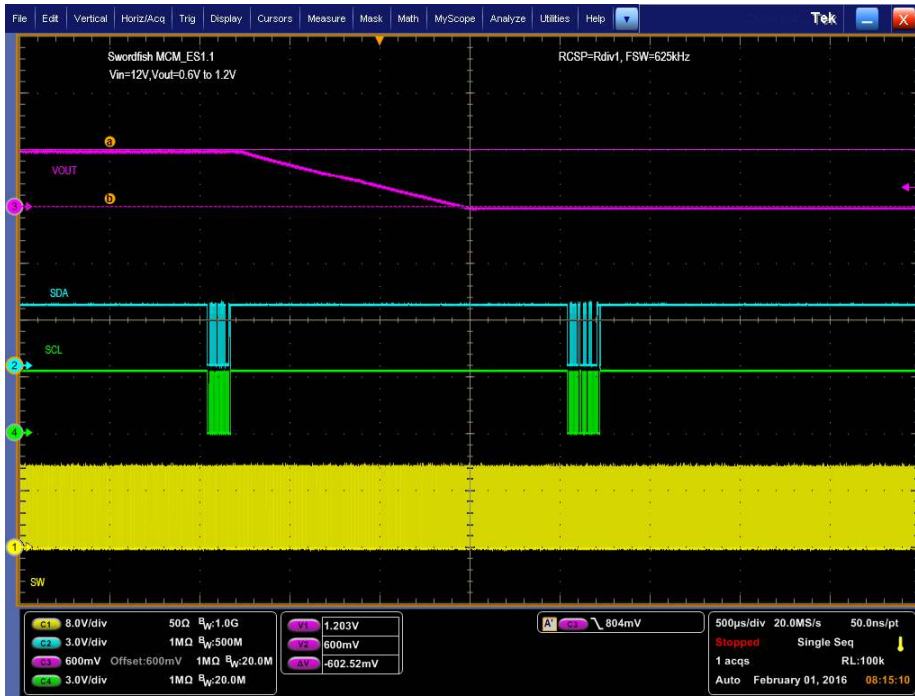 File Edit Vertical Horiz/Acq Trig Display Cursors Measure Mask Math MyScope Analyze Utilities Help Tek X
Swordfish MCM_ES1.1 RCSP=Rdiv1, FSW=625kHz
Vin=12V,Vout=0.6V to 1.2V
a
VOUT
b
3
SDA
SCL
2
4
1
SW
C1 8.0V/div 50Ω BW:1.0G
C2 3.0V/div 1MΩ BW:500M
C3 600mV Offset:600mV 1MΩ BW:20.0M
C4 3.0V/div 1MΩ BW:20.0M
V1 1.203V
V2 600mV
ΔV -602.52mV
A' C3 804mV
500µs/div 20.0MS/s 50.0ns/pt
Stopped Single Seq
1 acqs RL:100k
Auto February 01, 2016 08:15:10